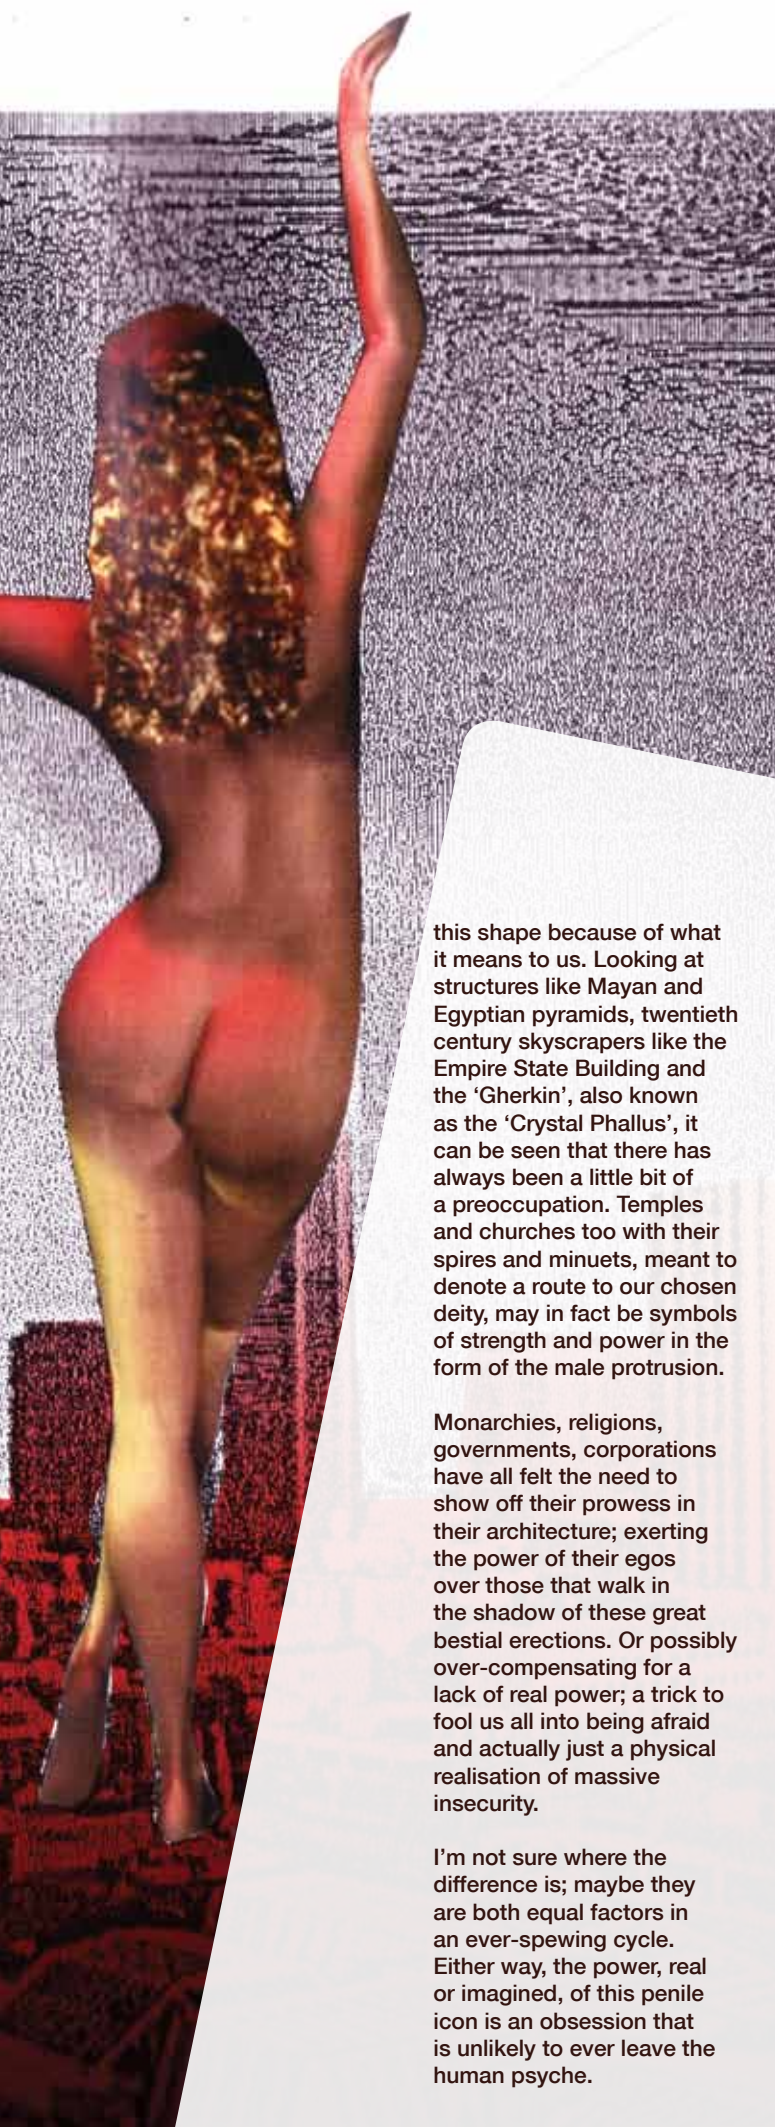 this shape because of what
it means to us. Looking at
structures like Mayan and
Egyptian pyramids, twentieth
century skyscrapers like the
Empire State Building and
the ‘Gherkin’, also known
as the ‘Crystal Phallus’, it
can be seen that there has
always been a little bit of
a preoccupation. Temples
and churches too with their
spires and minuets, meant to
denote a route to our chosen
deity, may in fact be symbols
of strength and power in the
form of the male protrusion.

Monarchies, religions,
governments, corporations
have all felt the need to
show off their prowess in
their architecture; exerting
the power of their egos
over those that walk in
the shadow of these great
bestial erections. Or possibly
over-compensating for a
lack of real power; a trick to
fool us all into being afraid
and actually just a physical
realisation of massive
insecurity.

I’m not sure where the
difference is; maybe they
are both equal factors in
an ever-spewing cycle.
Either way, the power, real
or imagined, of this penile
icon is an obsession that
is unlikely to ever leave the
human psyche.